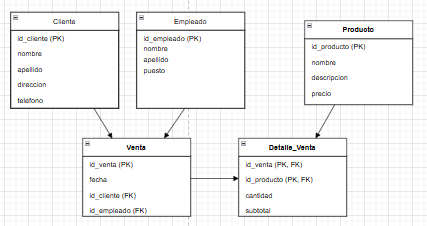 Cliente
id_cliente (PK)
nombre
apellido
direccion
telefono
Empleado
id_empleado (PK)
nombre
apellido
puesto
Producto
id_producto (PK)
nombre
descripcion
precio
Venta
id_venta (PK)
fecha
id_cliente (FK)
id_empleado (FK)
Detalle_Venta
id_venta (PK, FK)
id_producto (PK, FK)
cantidad
subtotal